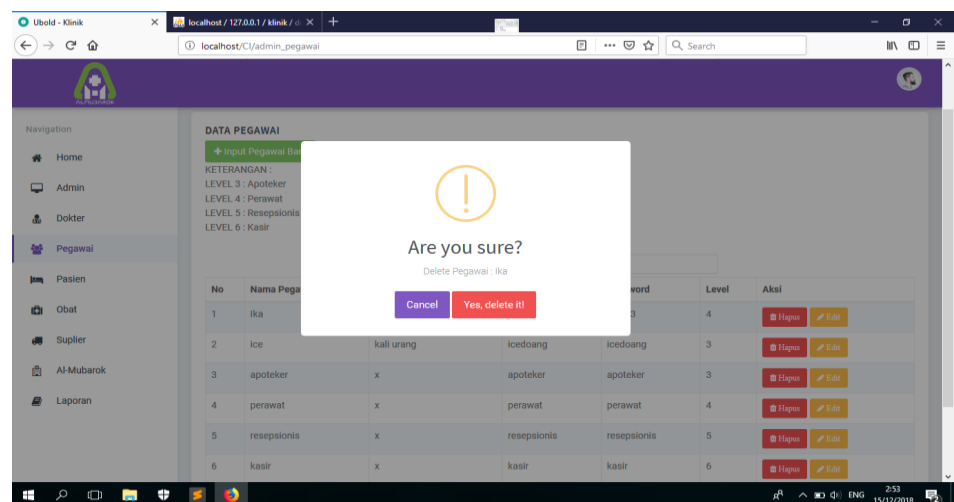 Ubold - Klinik
localhost / 127.0.0.1 / klinik /
localhost/CI/admin_pegawai
Search
Navigation
Home
Admin
Dokter
Pegawai
Pasien
Obat
Suplier
Al-Mubarok
Laporan
DATA PEGAWAI
+ Input Pegawai
KETERANGAN :
LEVEL 3 : Apoteker
LEVEL 4 : Perawat
LEVEL 5 : Resepsionis
LEVEL 6 : Kasir
Are you sure?
Delete Pegawai : Ika
Cancel Yes, delete it!
No Nama Level Aksi
1 Ika 3 4 Hapus Edit
2 ice kali urang icedoang icedoang 3 Hapus Edit
3 apoteker x apoteker apoteker 3 Hapus Edit
4 perawat x perawat perawat 4 Hapus Edit
5 resepsionis x resepsionis resepsionis 5 Hapus Edit
6 kasir x kasir kasir 6 Hapus Edit
ENG
2:53
15/12/2018